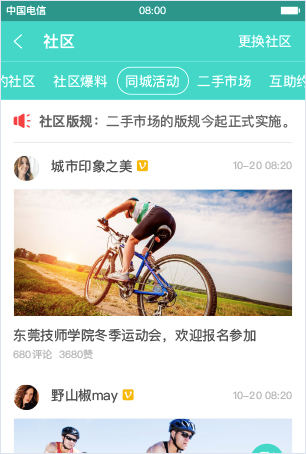 中国电信 08:00
社区 更换社区
的社区 社区爆料 同城活动 二手市场 互助约
社区版规：二手市场的版规今起正式实施。
城市印象之美 V 10-20 08:20
东莞技师学院冬季运动会，欢迎报名参加
680评论 3680赞
野山椒may V 10-20 08:20